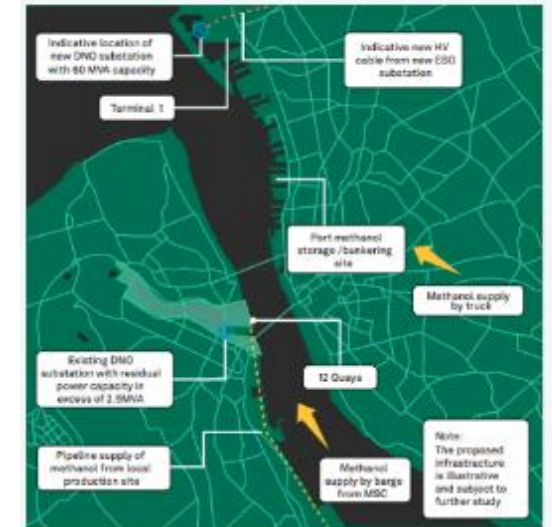 Indicative location of
new DNO substation
with 60 MVA capacity
Indicative new HV
cable from new ESO
substation
Terminal 1
Port methanol
storage /bunkering
site
Methanol supply
by truck
Existing DNO
substation with residual
power capacity in
excess of 2.5MVA
12 Quays
Pipeline supply of
methanol from local
production site
Methanol
supply by barge
from MSC
Note:
The proposed
infrastructure
is illustrative
and subject to
further study